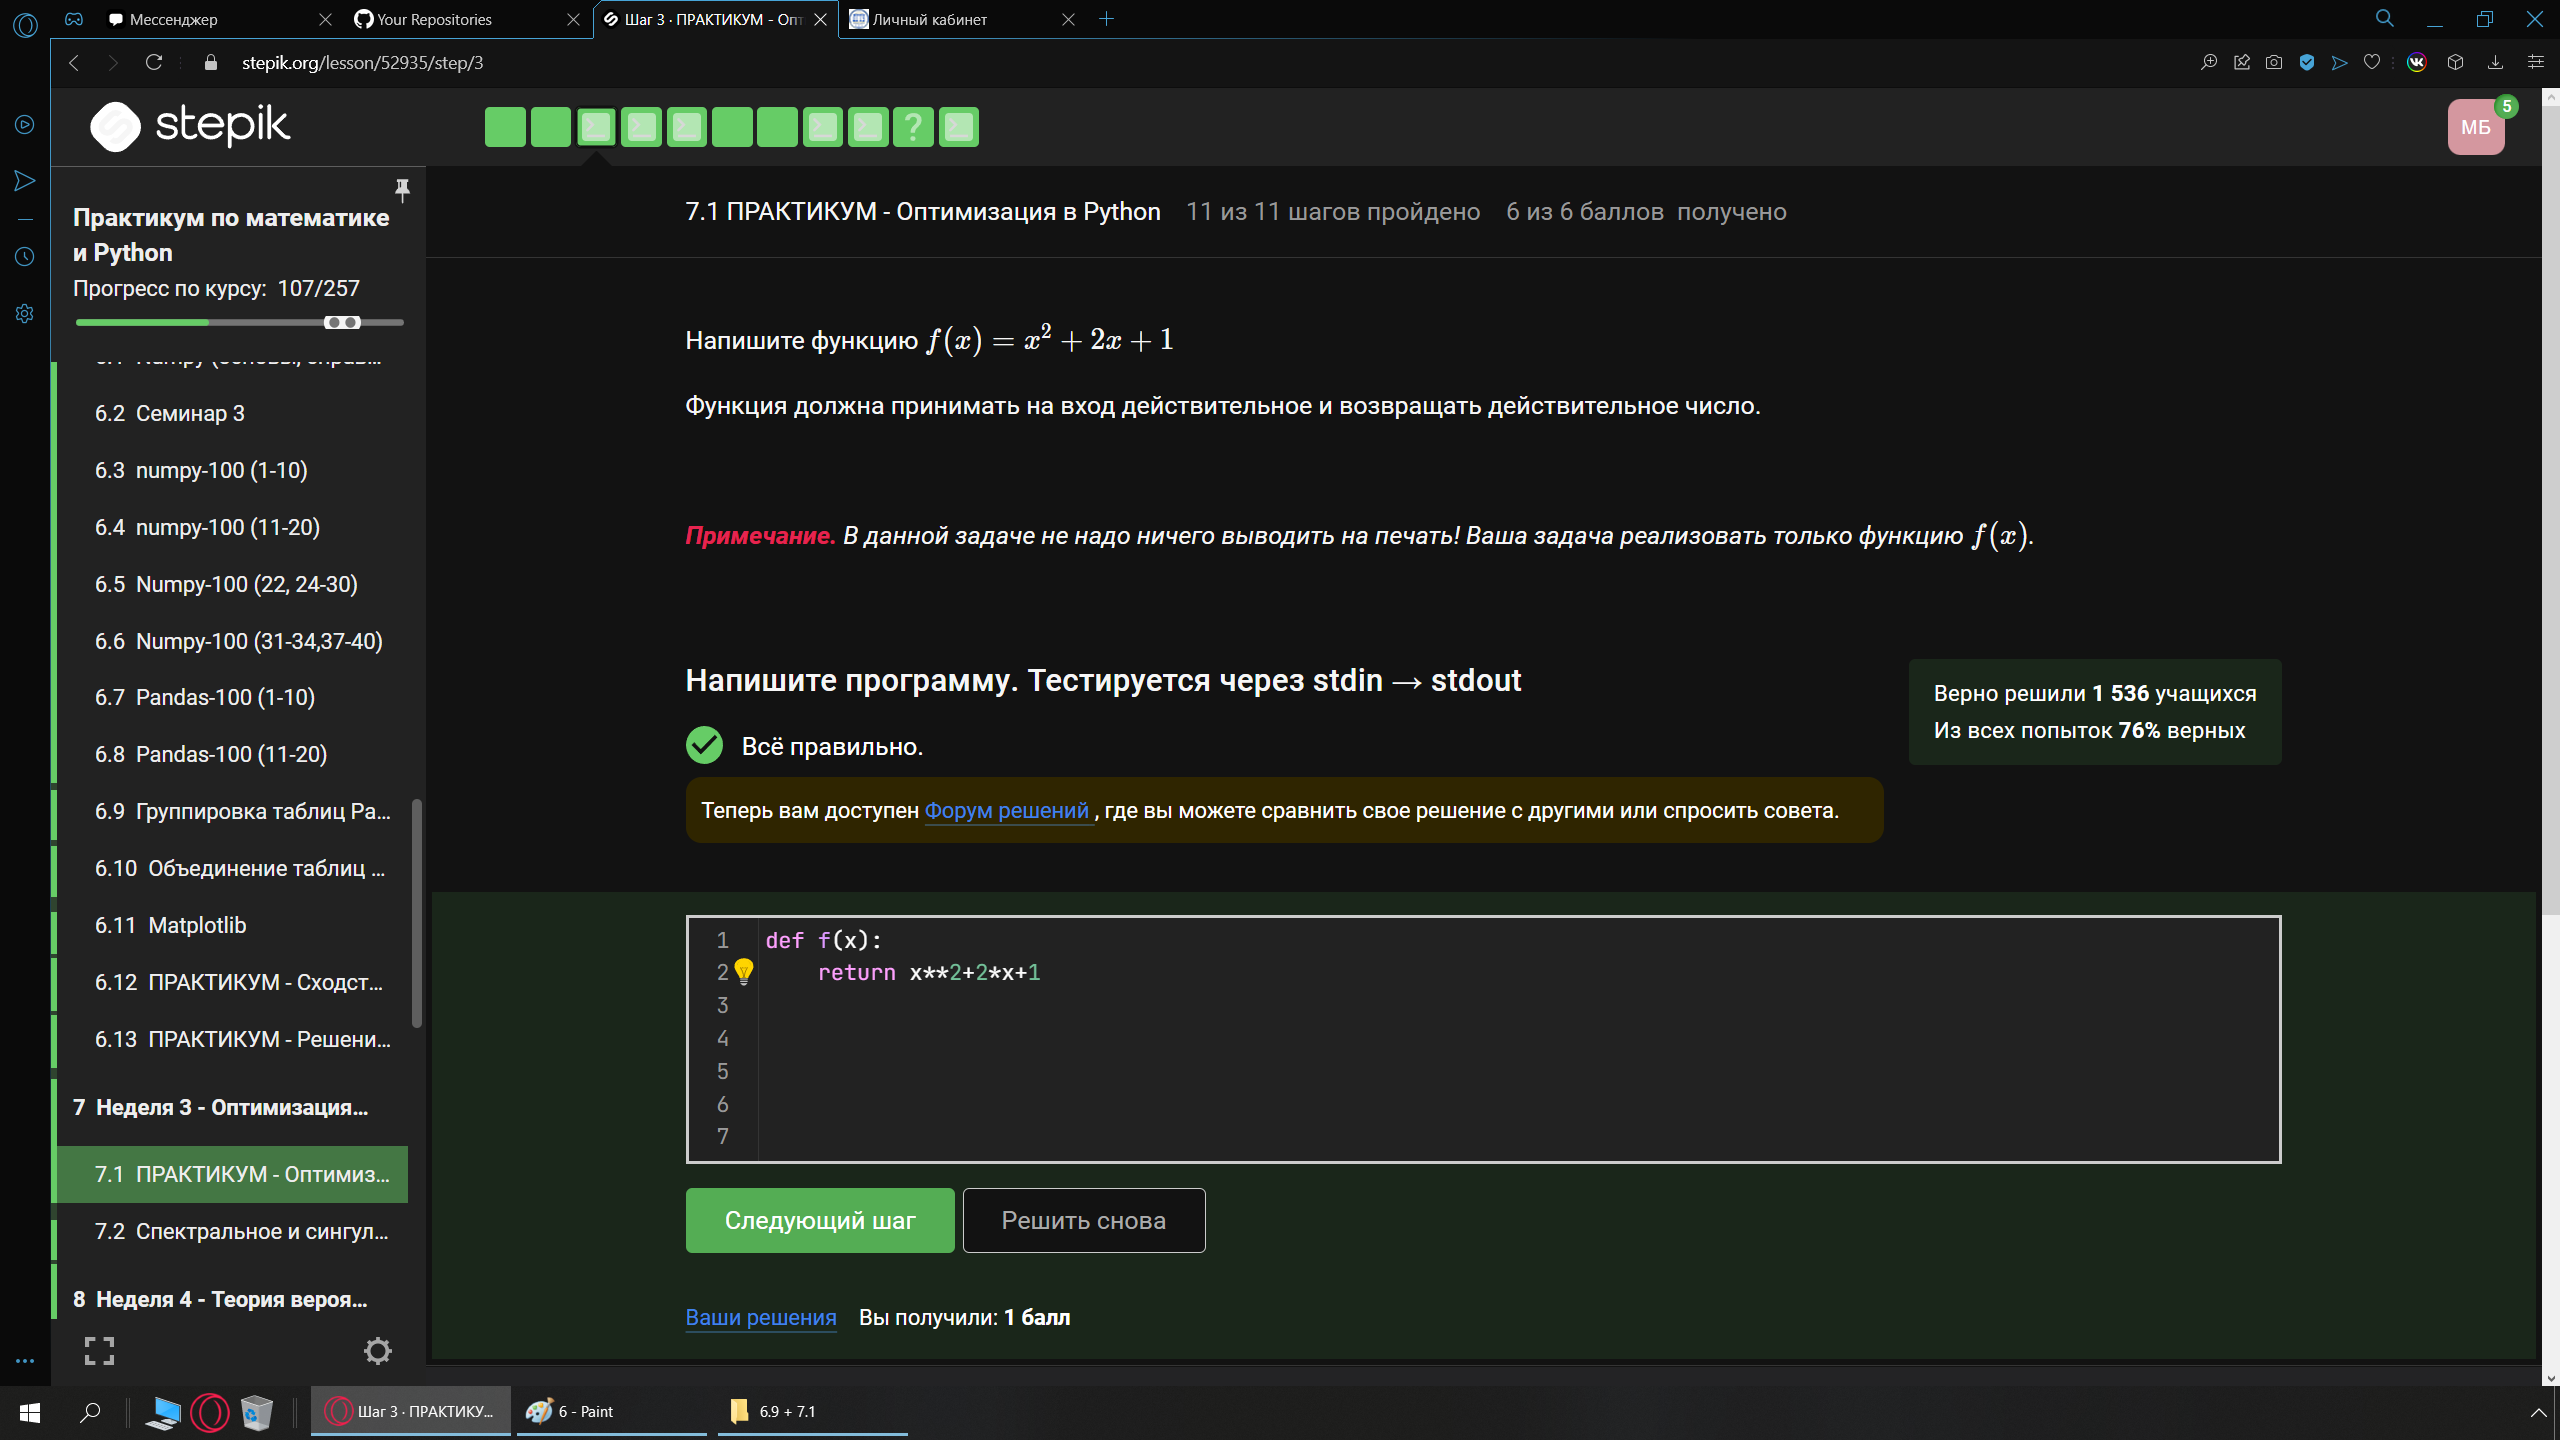 Мессенджер
Your Repositories
Шаг 3 · ПРАКТИКУМ - Опт
Личный кабинет
stepik.org/lesson/52935/step/3
stepik
?
МБ
5
Практикум по математике
и Python
Прогресс по курсу: 107/257
6.2 Семинар 3
6.3 numpy-100 (1-10)
6.4 numpy-100 (11-20)
6.5 Numpy-100 (22, 24-30)
6.6 Numpy-100 (31-34,37-40)
6.7 Pandas-100 (1-10)
6.8 Pandas-100 (11-20)
6.9 Группировка таблиц Pa...
6.10 Объединение таблиц ...
6.11 Matplotlib
6.12 ПРАКТИКУМ - Сходст...
6.13 ПРАКТИКУМ - Решени...
7 Неделя 3 - Оптимизация...
7.1 ПРАКТИКУМ - Оптимиз...
7.2 Спектральное и сингул...
8 Неделя 4 - Теория вероя...
7.1 ПРАКТИКУМ - Оптимизация в Python 11 из 11 шагов пройдено 6 из 6 баллов получено
Напишите функцию f(x) = x² + 2x + 1
Функция должна принимать на вход действительное и возвращать действительное число.
Примечание. В данной задаче не надо ничего выводить на печать! Ваша задача реализовать только функцию f(x).
Напишите программу. Тестируется через stdin → stdout
Верно решили 1 536 учащихся
Из всех попыток 76% верных
Всё правильно.
Теперь вам доступен Форум решений , где вы можете сравнить свое решение с другими или спросить совета.
1 def f(x):
2     return x**2+2*x+1
3
4
5
6
7
Следующий шаг
Решить снова
Ваши решения Вы получили: 1 балл
Шаг 3 · ПРАКТИКУ...
6 - Paint
6.9 + 7.1